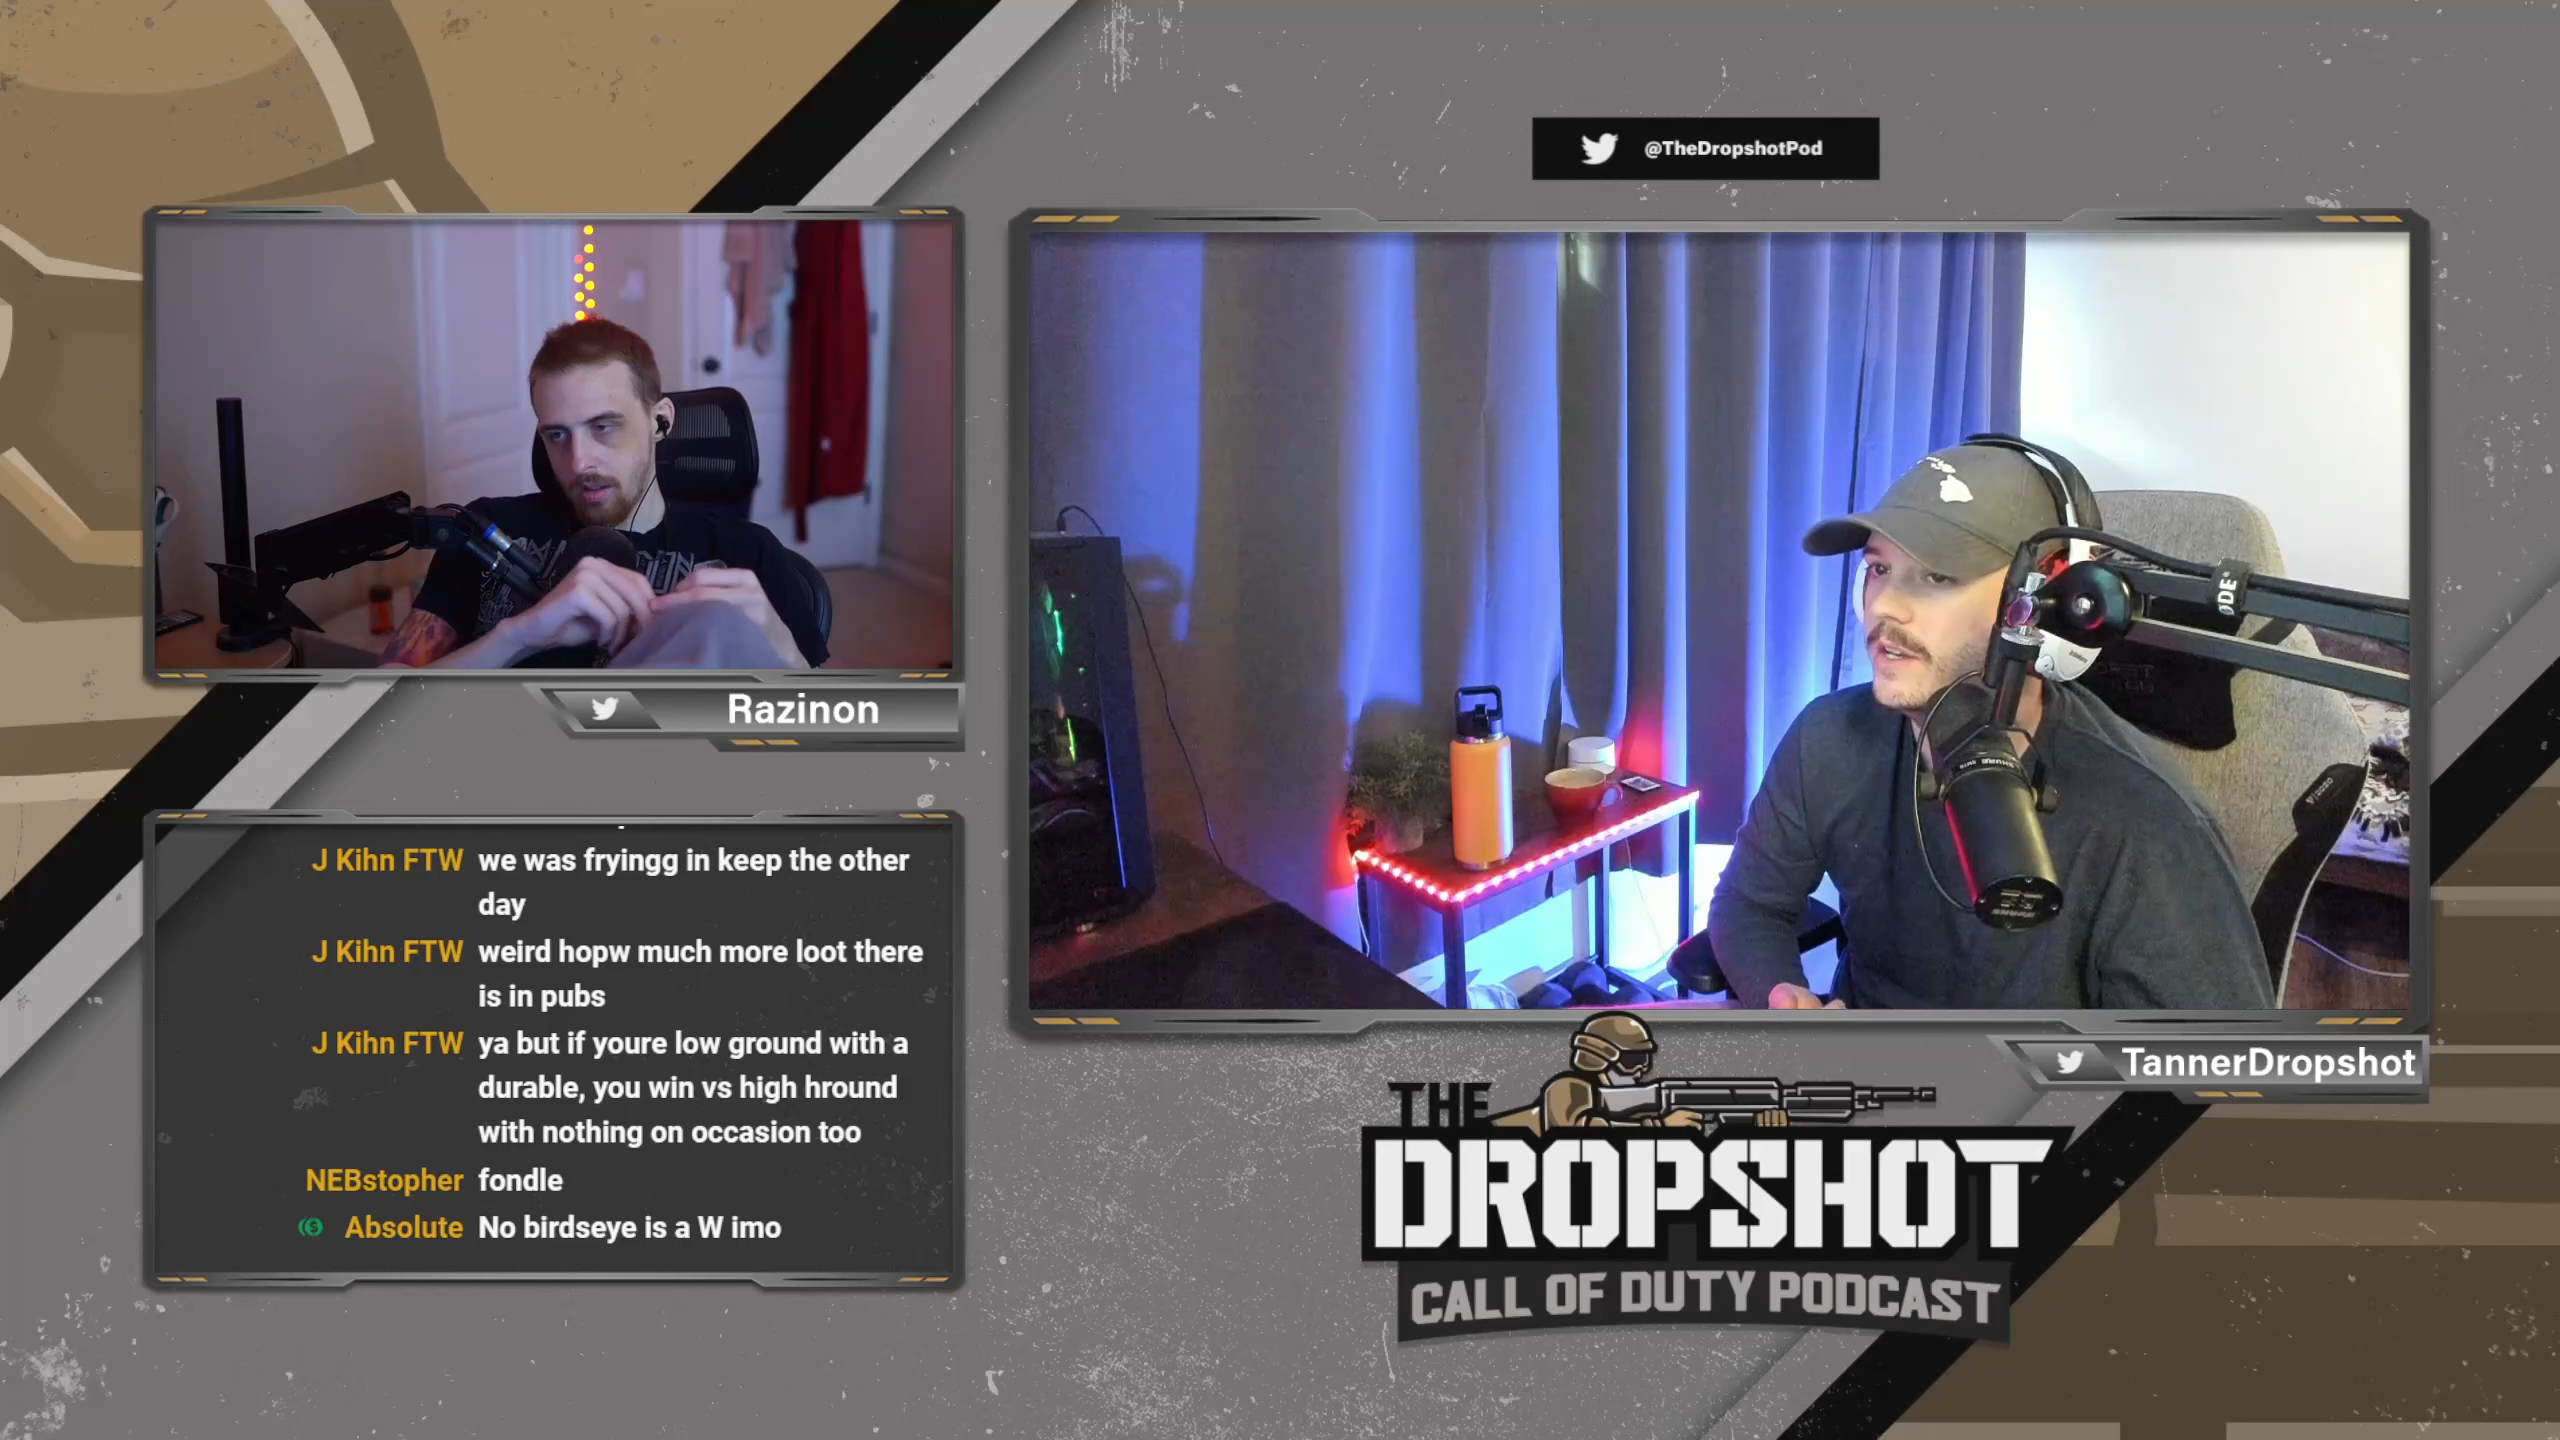 @TheDropshotPod
Razinon
J Kihn FTW we was fryingg in keep the other
day
J Kihn FTW weird hopw much more loot there
is in pubs
J Kihn FTW ya but if youre low ground with a
durable, you win vs high hround
with nothing on occasion too
NEBstopher fondle
Absolute No birdseye is a W imo
TannerDropshot
THE
DROPSHOT
CALL OF DUTY PODCAST